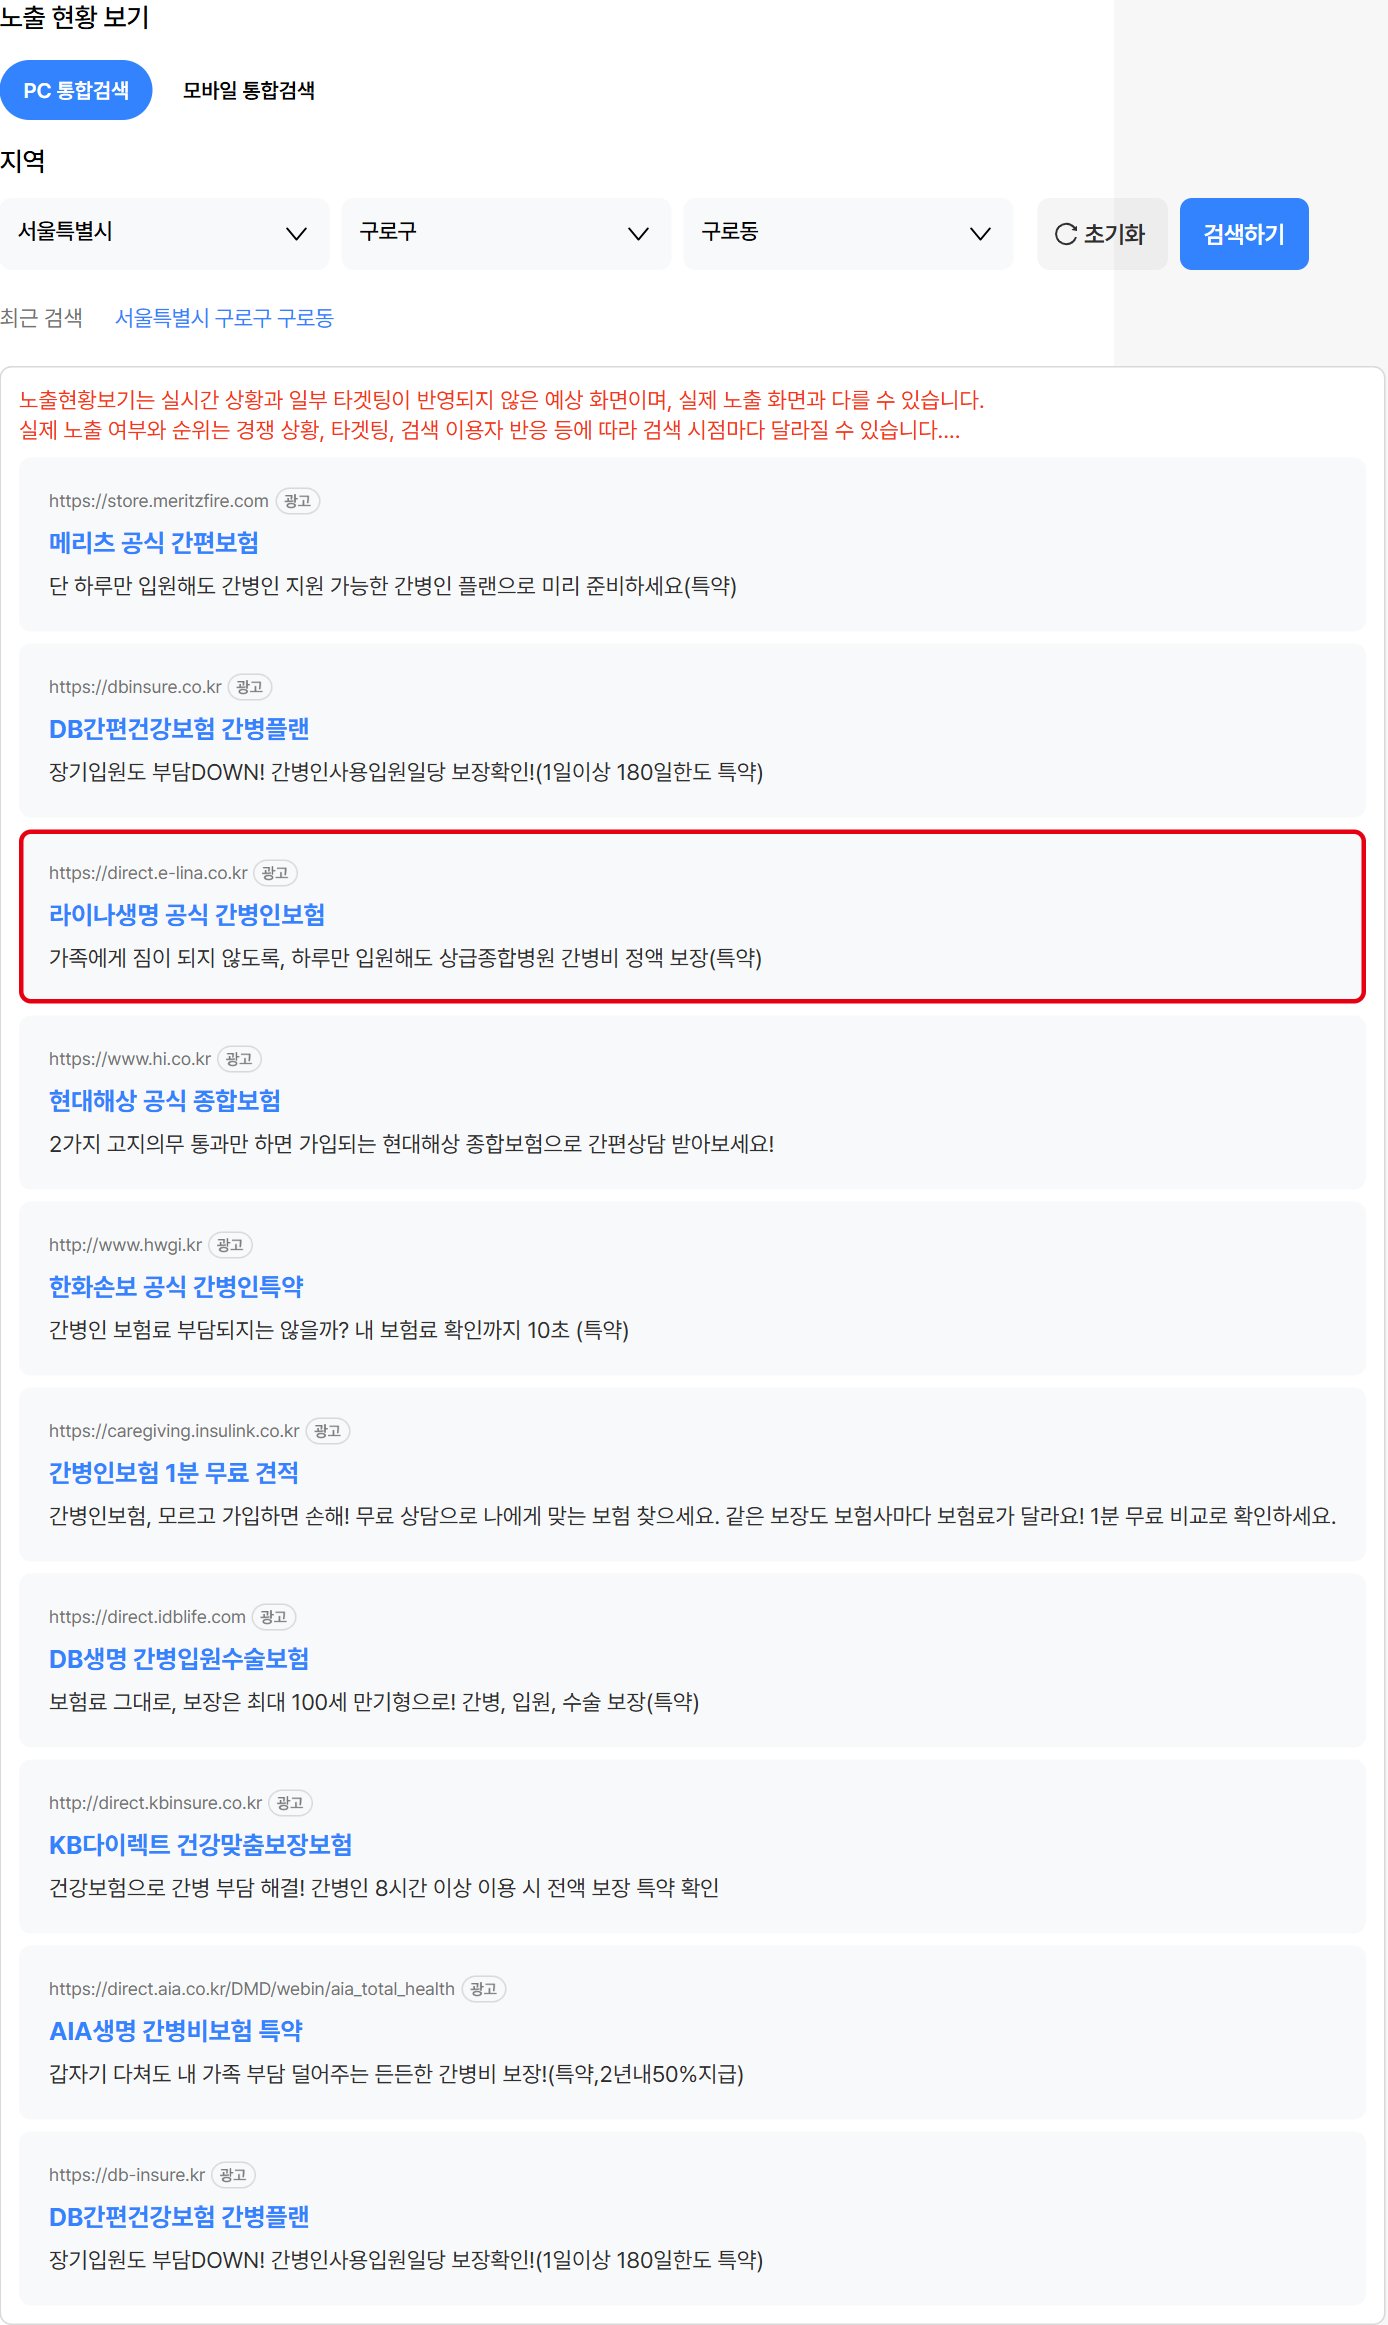 노출 현황 보기
PC 통합검색 모바일 통합검색
지역
서울특별시 구로구 구로동 초기화 검색하기
최근 검색 서울특별시 구로구 구로동
노출현황보기는 실시간 상황과 일부 타겟팅이 반영되지 않은 예상 화면이며, 실제 노출 화면과 다를 수 있습니다.
실제 노출 여부와 순위는 경쟁 상황, 타겟팅, 검색 이용자 반응 등에 따라 검색 시점마다 달라질 수 있습니다....
https://store.meritzfire.com 광고
메리츠 공식 간편보험
단 하루만 입원해도 간병인 지원 가능한 간병인 플랜으로 미리 준비하세요(특약)
https://dbinsure.co.kr 광고
DB간편건강보험 간병플랜
장기입원도 부담DOWN! 간병인사용입원일당 보장확인!(1일이상 180일한도 특약)
https://direct.e-lina.co.kr 광고
라이나생명 공식 간병인보험
가족에게 짐이 되지 않도록, 하루만 입원해도 상급종합병원 간병비 정액 보장(특약)
https://www.hi.co.kr 광고
현대해상 공식 종합보험
2가지 고지의무 통과만 하면 가입되는 현대해상 종합보험으로 간편상담 받아보세요!
http://www.hwgi.kr 광고
한화손보 공식 간병인특약
간병인 보험료 부담되지는 않을까? 내 보험료 확인까지 10초 (특약)
https://caregiving.insulink.co.kr 광고
간병인보험 1분 무료 견적
간병인보험, 모르고 가입하면 손해! 무료 상담으로 나에게 맞는 보험 찾으세요. 같은 보장도 보험사마다 보험료가 달라요! 1분 무료 비교로 확인하세요.
https://direct.idblife.com 광고
DB생명 간병입원수술보험
보험료 그대로, 보장은 최대 100세 만기형으로! 간병, 입원, 수술 보장(특약)
http://direct.kbinsure.co.kr 광고
KB다이렉트 건강맞춤보장보험
건강보험으로 간병 부담 해결! 간병인 8시간 이상 이용 시 전액 보장 특약 확인
https://direct.aia.co.kr/DMD/webin/aia_total_health 광고
AIA생명 간병비보험 특약
갑자기 다쳐도 내 가족 부담 덜어주는 든든한 간병비 보장!(특약,2년내50%지급)
https://db-insure.kr 광고
DB간편건강보험 간병플랜
장기입원도 부담DOWN! 간병인사용입원일당 보장확인!(1일이상 180일한도 특약)